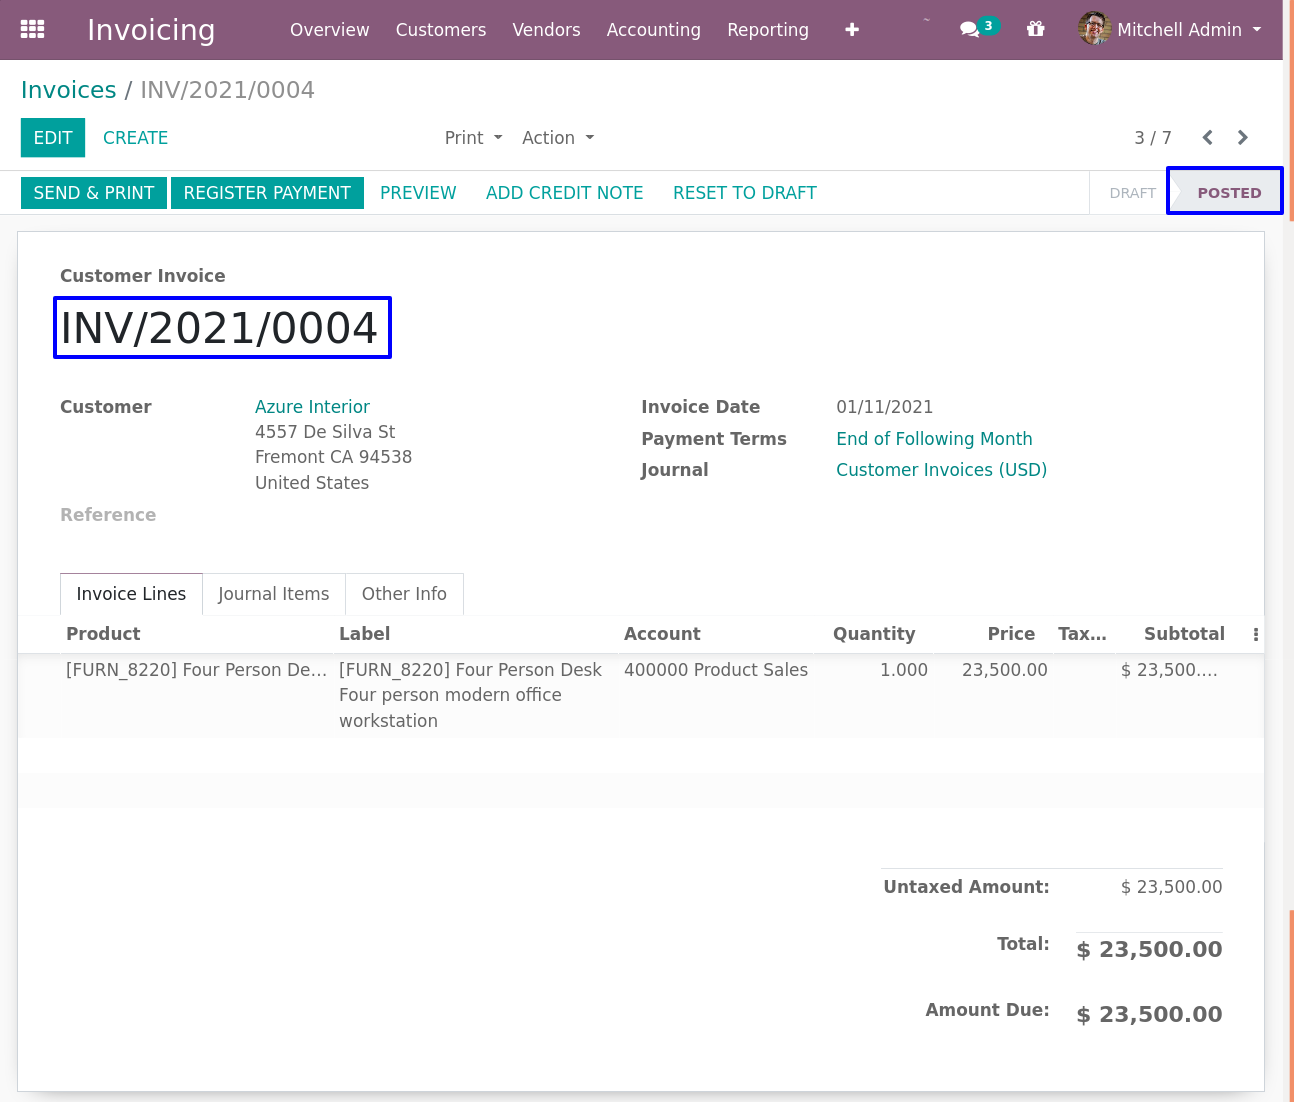 Invoicing Overview Customers Vendors Accounting Reporting 3 Mitchell Admin
Invoices / INV/2021/0004
EDIT CREATE Print Action 3 / 7
SEND & PRINT REGISTER PAYMENT PREVIEW ADD CREDIT NOTE RESET TO DRAFT DRAFT POSTED
Customer Invoice
INV/2021/0004
Customer Azure Interior
4557 De Silva St
Fremont CA 94538
United States
Reference
Invoice Date 01/11/2021
Payment Terms End of Following Month
Journal Customer Invoices (USD)
Invoice Lines Journal Items Other Info
Product Label Account Quantity Price Tax... Subtotal
[FURN_8220] Four Person De... [FURN_8220] Four Person Desk 400000 Product Sales 1.000 23,500.00 $ 23,500....
Four person modern office
workstation
Untaxed Amount: $ 23,500.00
Total: $ 23,500.00
Amount Due: $ 23,500.00